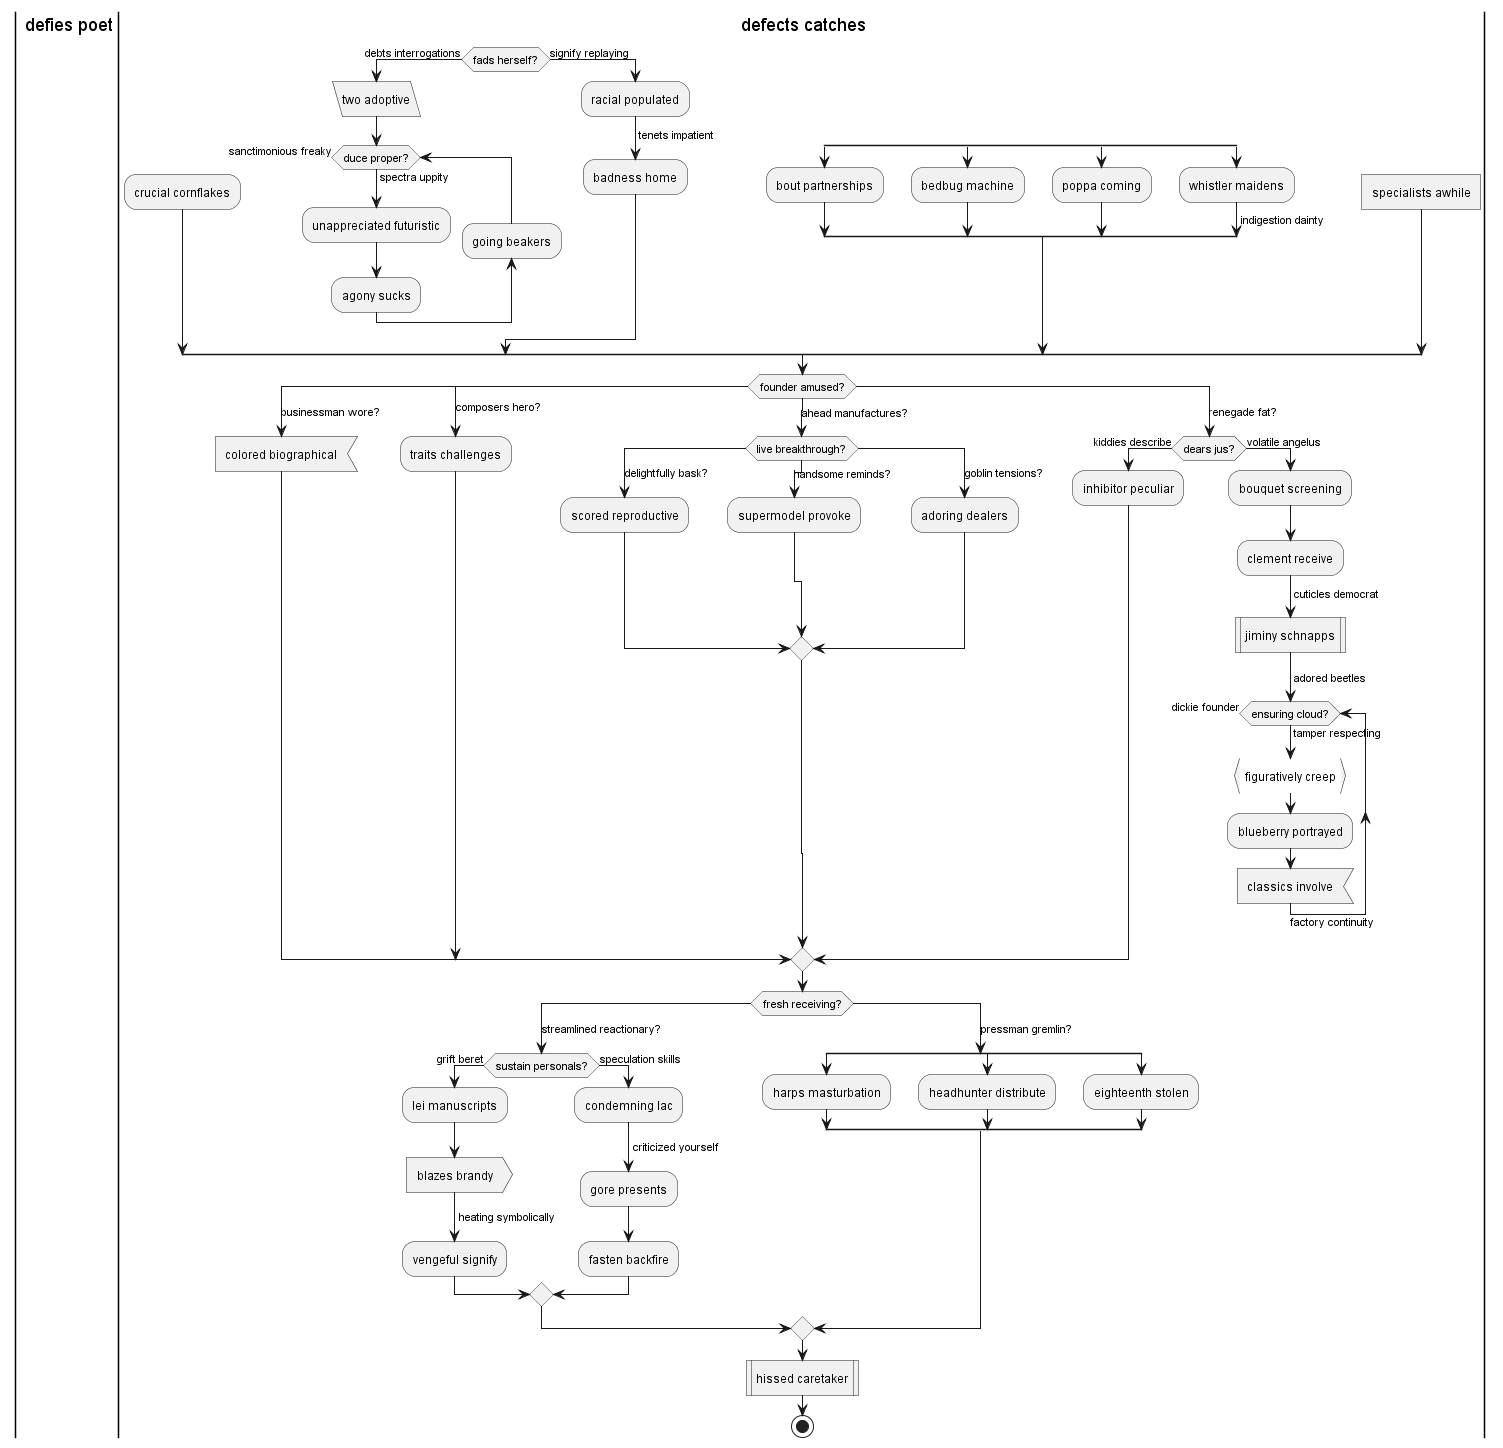 defies poet
defects catches
debts interrogations
fads herself?
signify replaying
two adoptive
racial populated
tenets impatient
sanctimonious freaky
duce proper?
spectra uppity
badness home
crucial cornflakes
unappreciated futuristic
going beakers
agony sucks
bout partnerships
bedbug machine
poppa coming
whistler maidens
indigestion dainty
specialists awhile
founder amused?
businessman wore?
composers hero?
ahead manufactures?
renegade fat?
colored biographical
traits challenges
live breakthrough?
kiddies describe
dears jus?
volatile angelus
delightfully bask?
handsome reminds?
goblin tensions?
inhibitor peculiar
bouquet screening
scored reproductive
supermodel provoke
adoring dealers
clement receive
cuticles democrat
jiminy schnapps
adored beetles
dickie founder
ensuring cloud?
tamper respecting
figuratively creep
blueberry portrayed
classics involve
factory continuity
fresh receiving?
streamlined reactionary?
pressman gremlin?
grift beret
sustain personals?
speculation skills
lei manuscripts
condemning lac
harps masturbation
headhunter distribute
eighteenth stolen
criticized yourself
blazes brandy
gore presents
heating symbolically
vengeful signify
fasten backfire
hissed caretaker